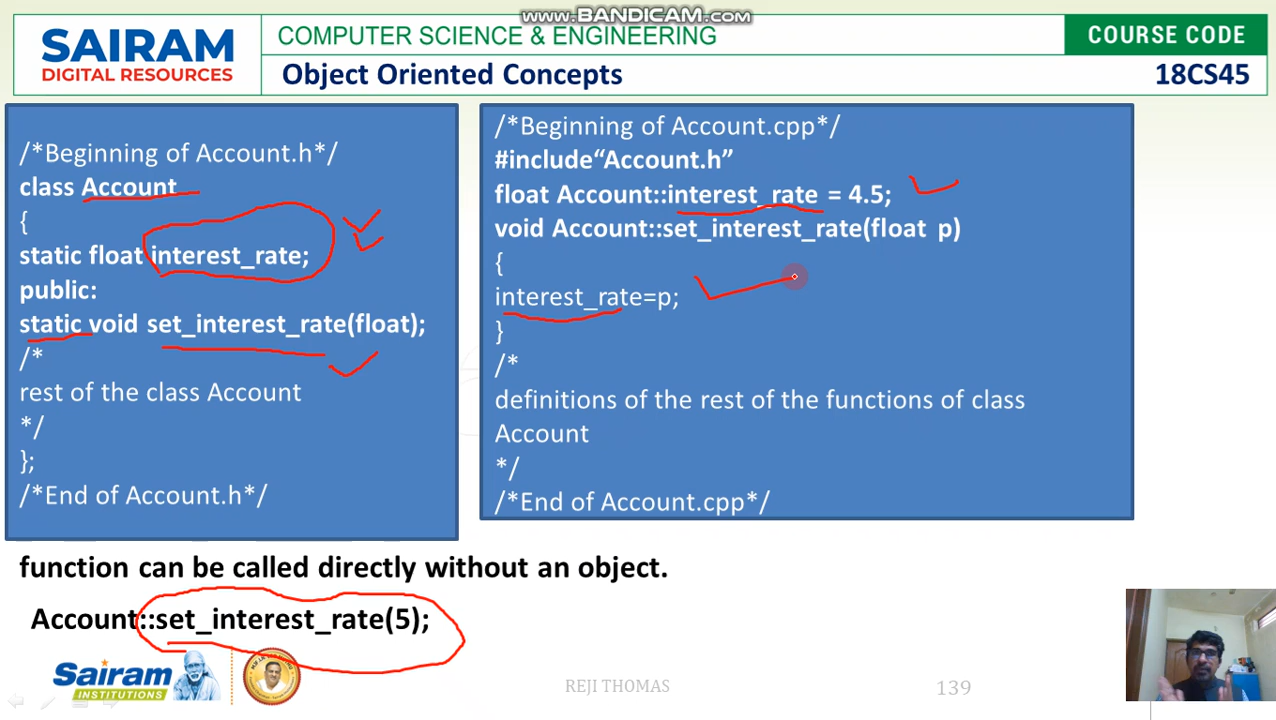 www.BANDICAM.com
SAIRAM
DIGITAL RESOURCES
COMPUTER SCIENCE & ENGINEERING
COURSE CODE
Object Oriented Concepts
18CS45
/*Beginning of Account.h*/
class Account
{
static float interest_rate;
public:
static void set_interest_rate(float);
/*
rest of the class Account
*/
};
/*End of Account.h*/
/*Beginning of Account.cpp*/
#include“Account.h”
float Account::interest_rate = 4.5;
void Account::set_interest_rate(float p)
{
interest_rate=p;
}
/*
definitions of the rest of the functions of class
Account
*/
/*End of Account.cpp*/
function can be called directly without an object.
Account::set_interest_rate(5);
Sairam
INSTITUTIONS
REJI THOMAS
139